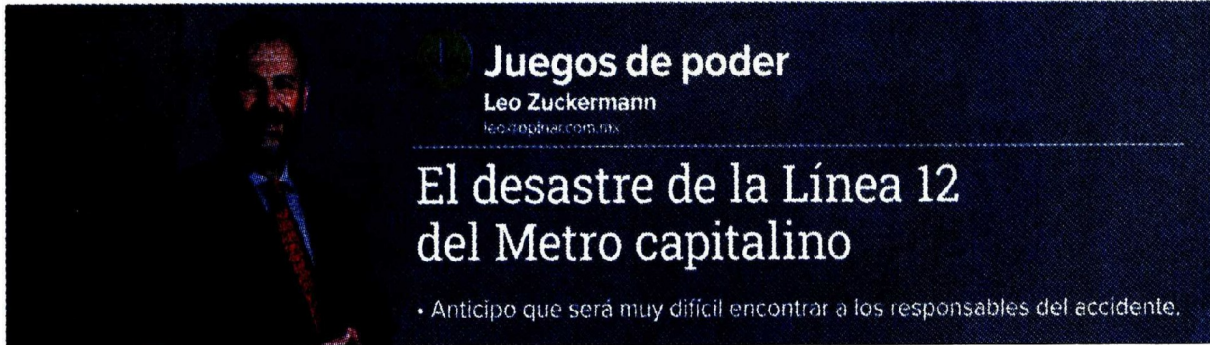 Juegos de poder
Leo Zuckermann
El desastre de la Línea 12
del Metro capitalino
• Anticipo que será muy difícil encontrar a los responsables del accidente.